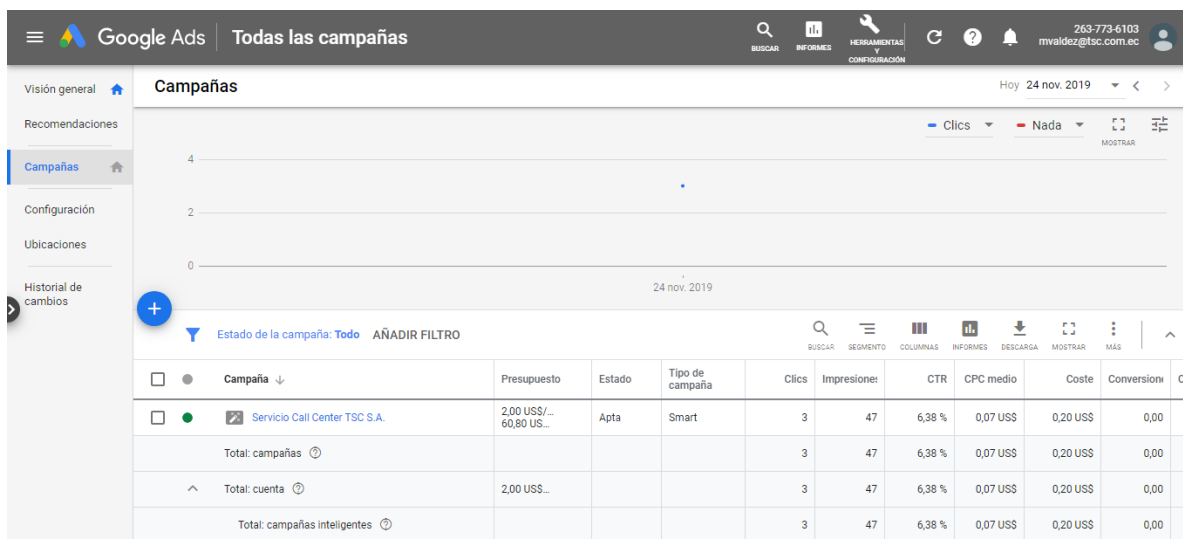 Google Ads | Todas las campañas
BUSCAR
INFORMES
HERRAMIENTAS
Y
CONFIGURACIÓN
263-773-6103
mvaldez@tsc.com.ec
Visión general
Recomendaciones
Campañas
Configuración
Ubicaciones
Historial de
cambios
Campañas
Hoy 24 nov. 2019
Clics
Nada
MOSTRAR
4
2
0
24 nov. 2019
Estado de la campaña: Todo AÑADIR FILTRO
BUSCAR SEGMENTO COLUMNAS INFORMES DESCARGA MOSTRAR MÁS
Campaña ↓ Presupuesto Estado Tipo de campaña Clics Impresiones CTR CPC medio Coste Conversione C
Servicio Call Center TSC S.A. 2,00 US$/... 60,80 US... Apta Smart 3 47 6,38 % 0,07 US$ 0,20 US$ 0,00
Total: campañas 3 47 6,38 % 0,07 US$ 0,20 US$ 0,00
Total: cuenta 2,00 US$... 3 47 6,38 % 0,07 US$ 0,20 US$ 0,00
Total: campañas inteligentes 3 47 6,38 % 0,07 US$ 0,20 US$ 0,00